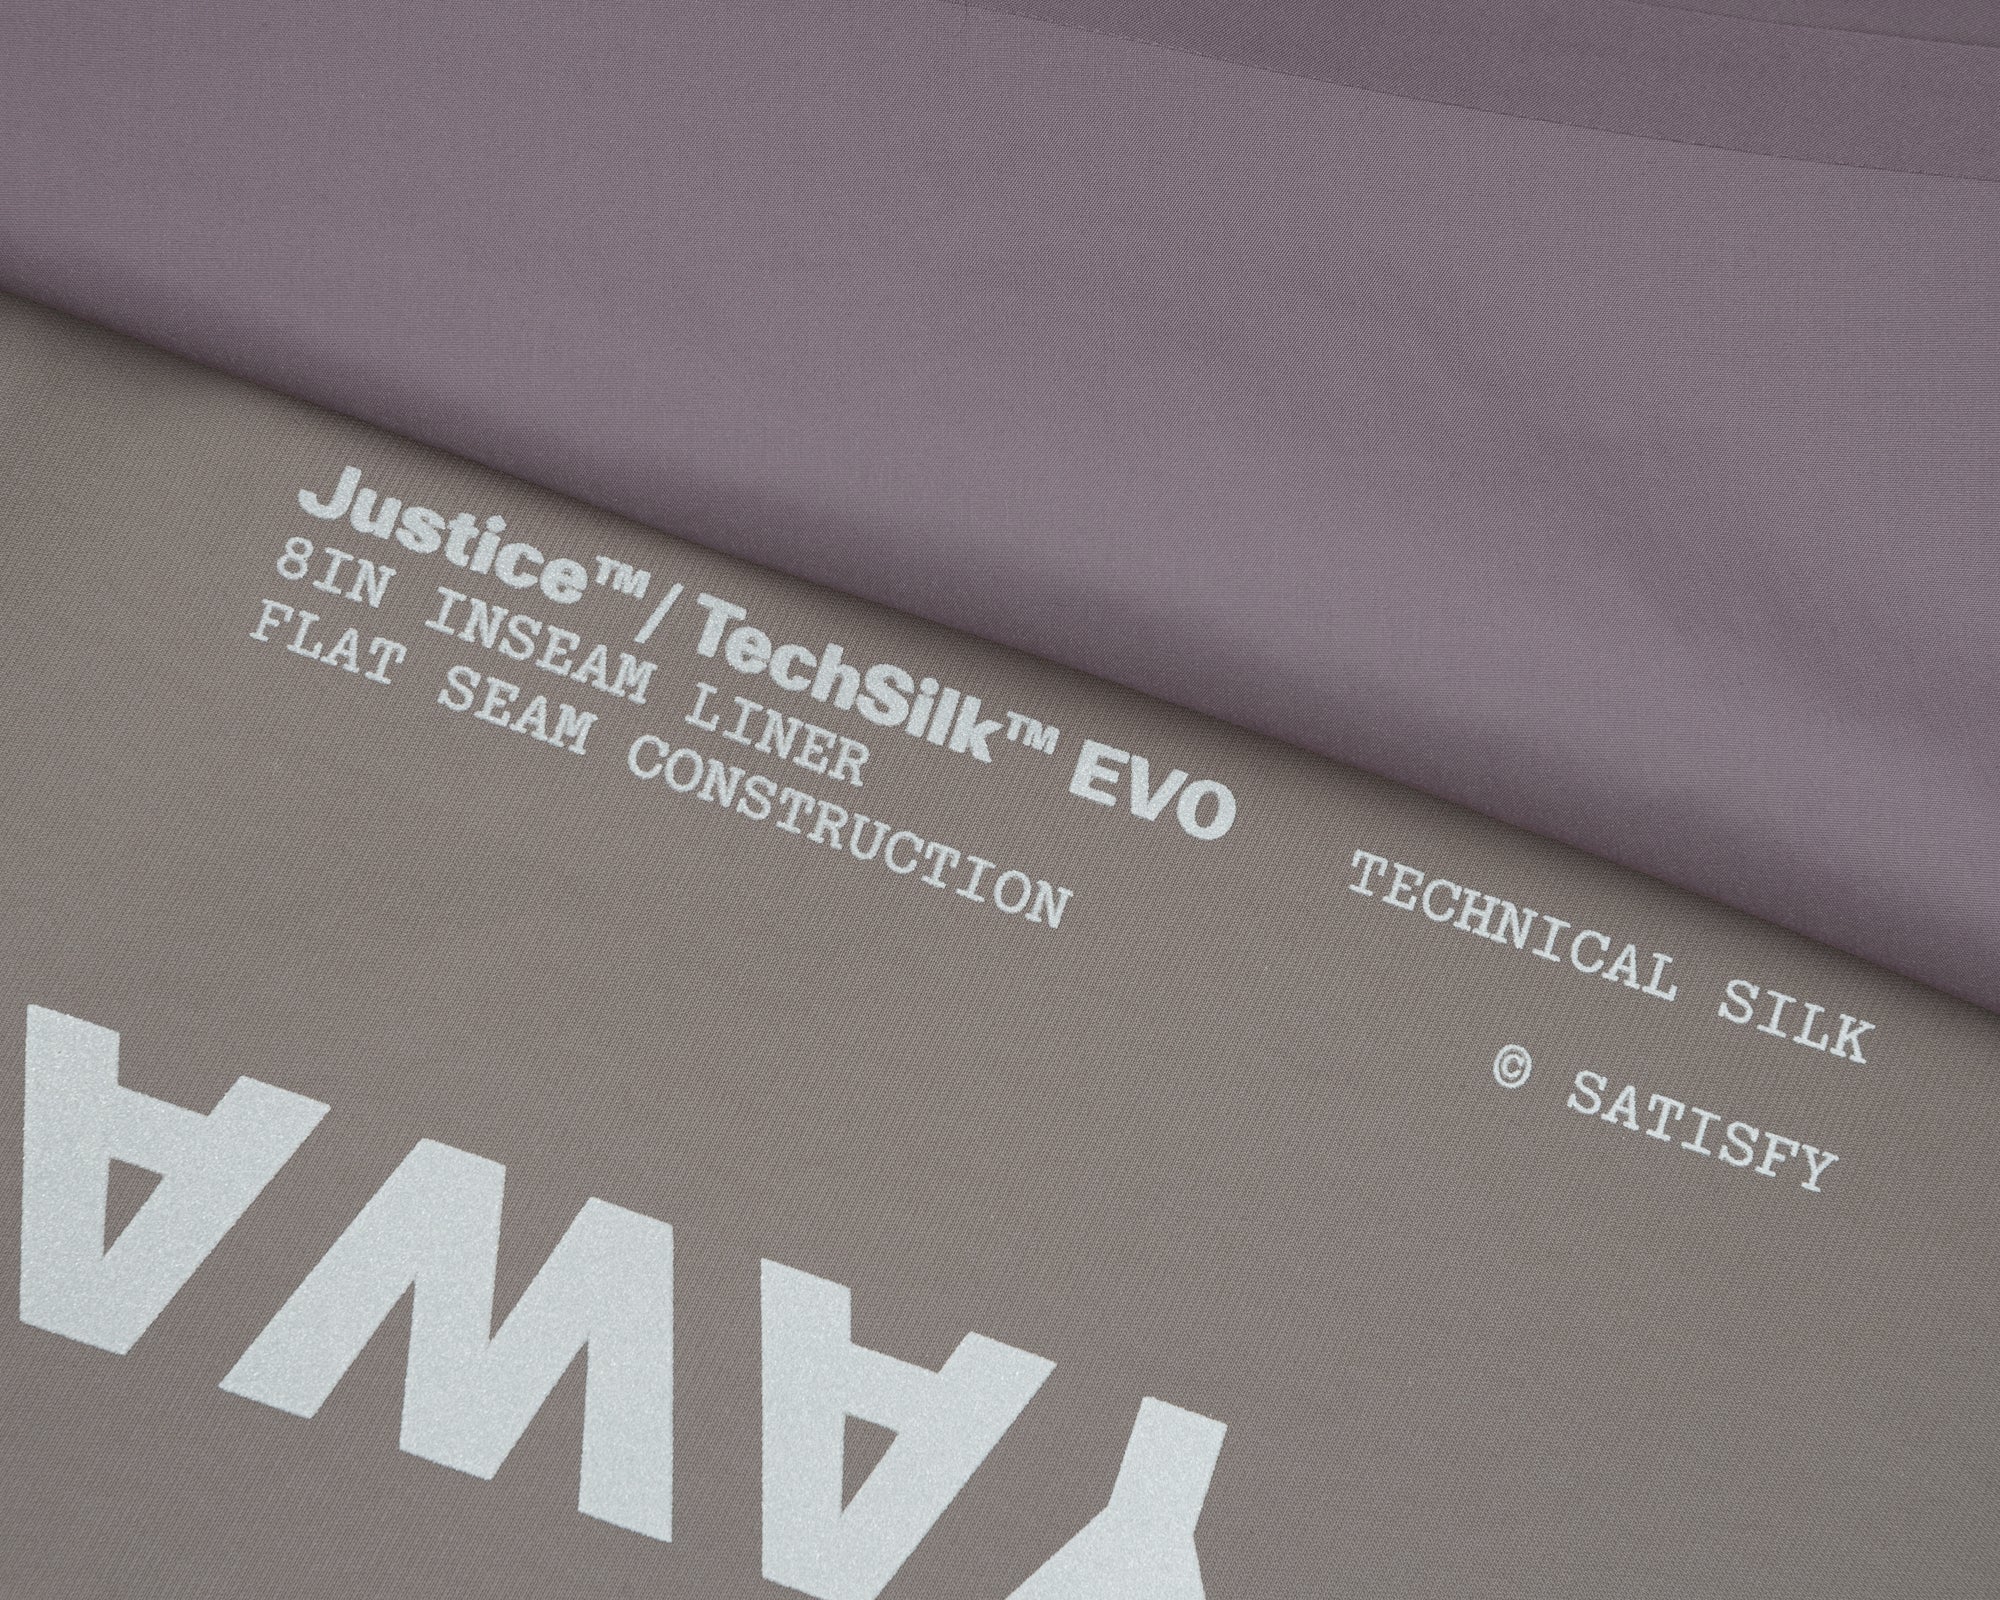 Justice™/TechSilk™ EVO
8IN INSEAM LINER
FLAT SEAM CONSTRUCTION
TECHNICAL SILK
© SATISFY
AWAY